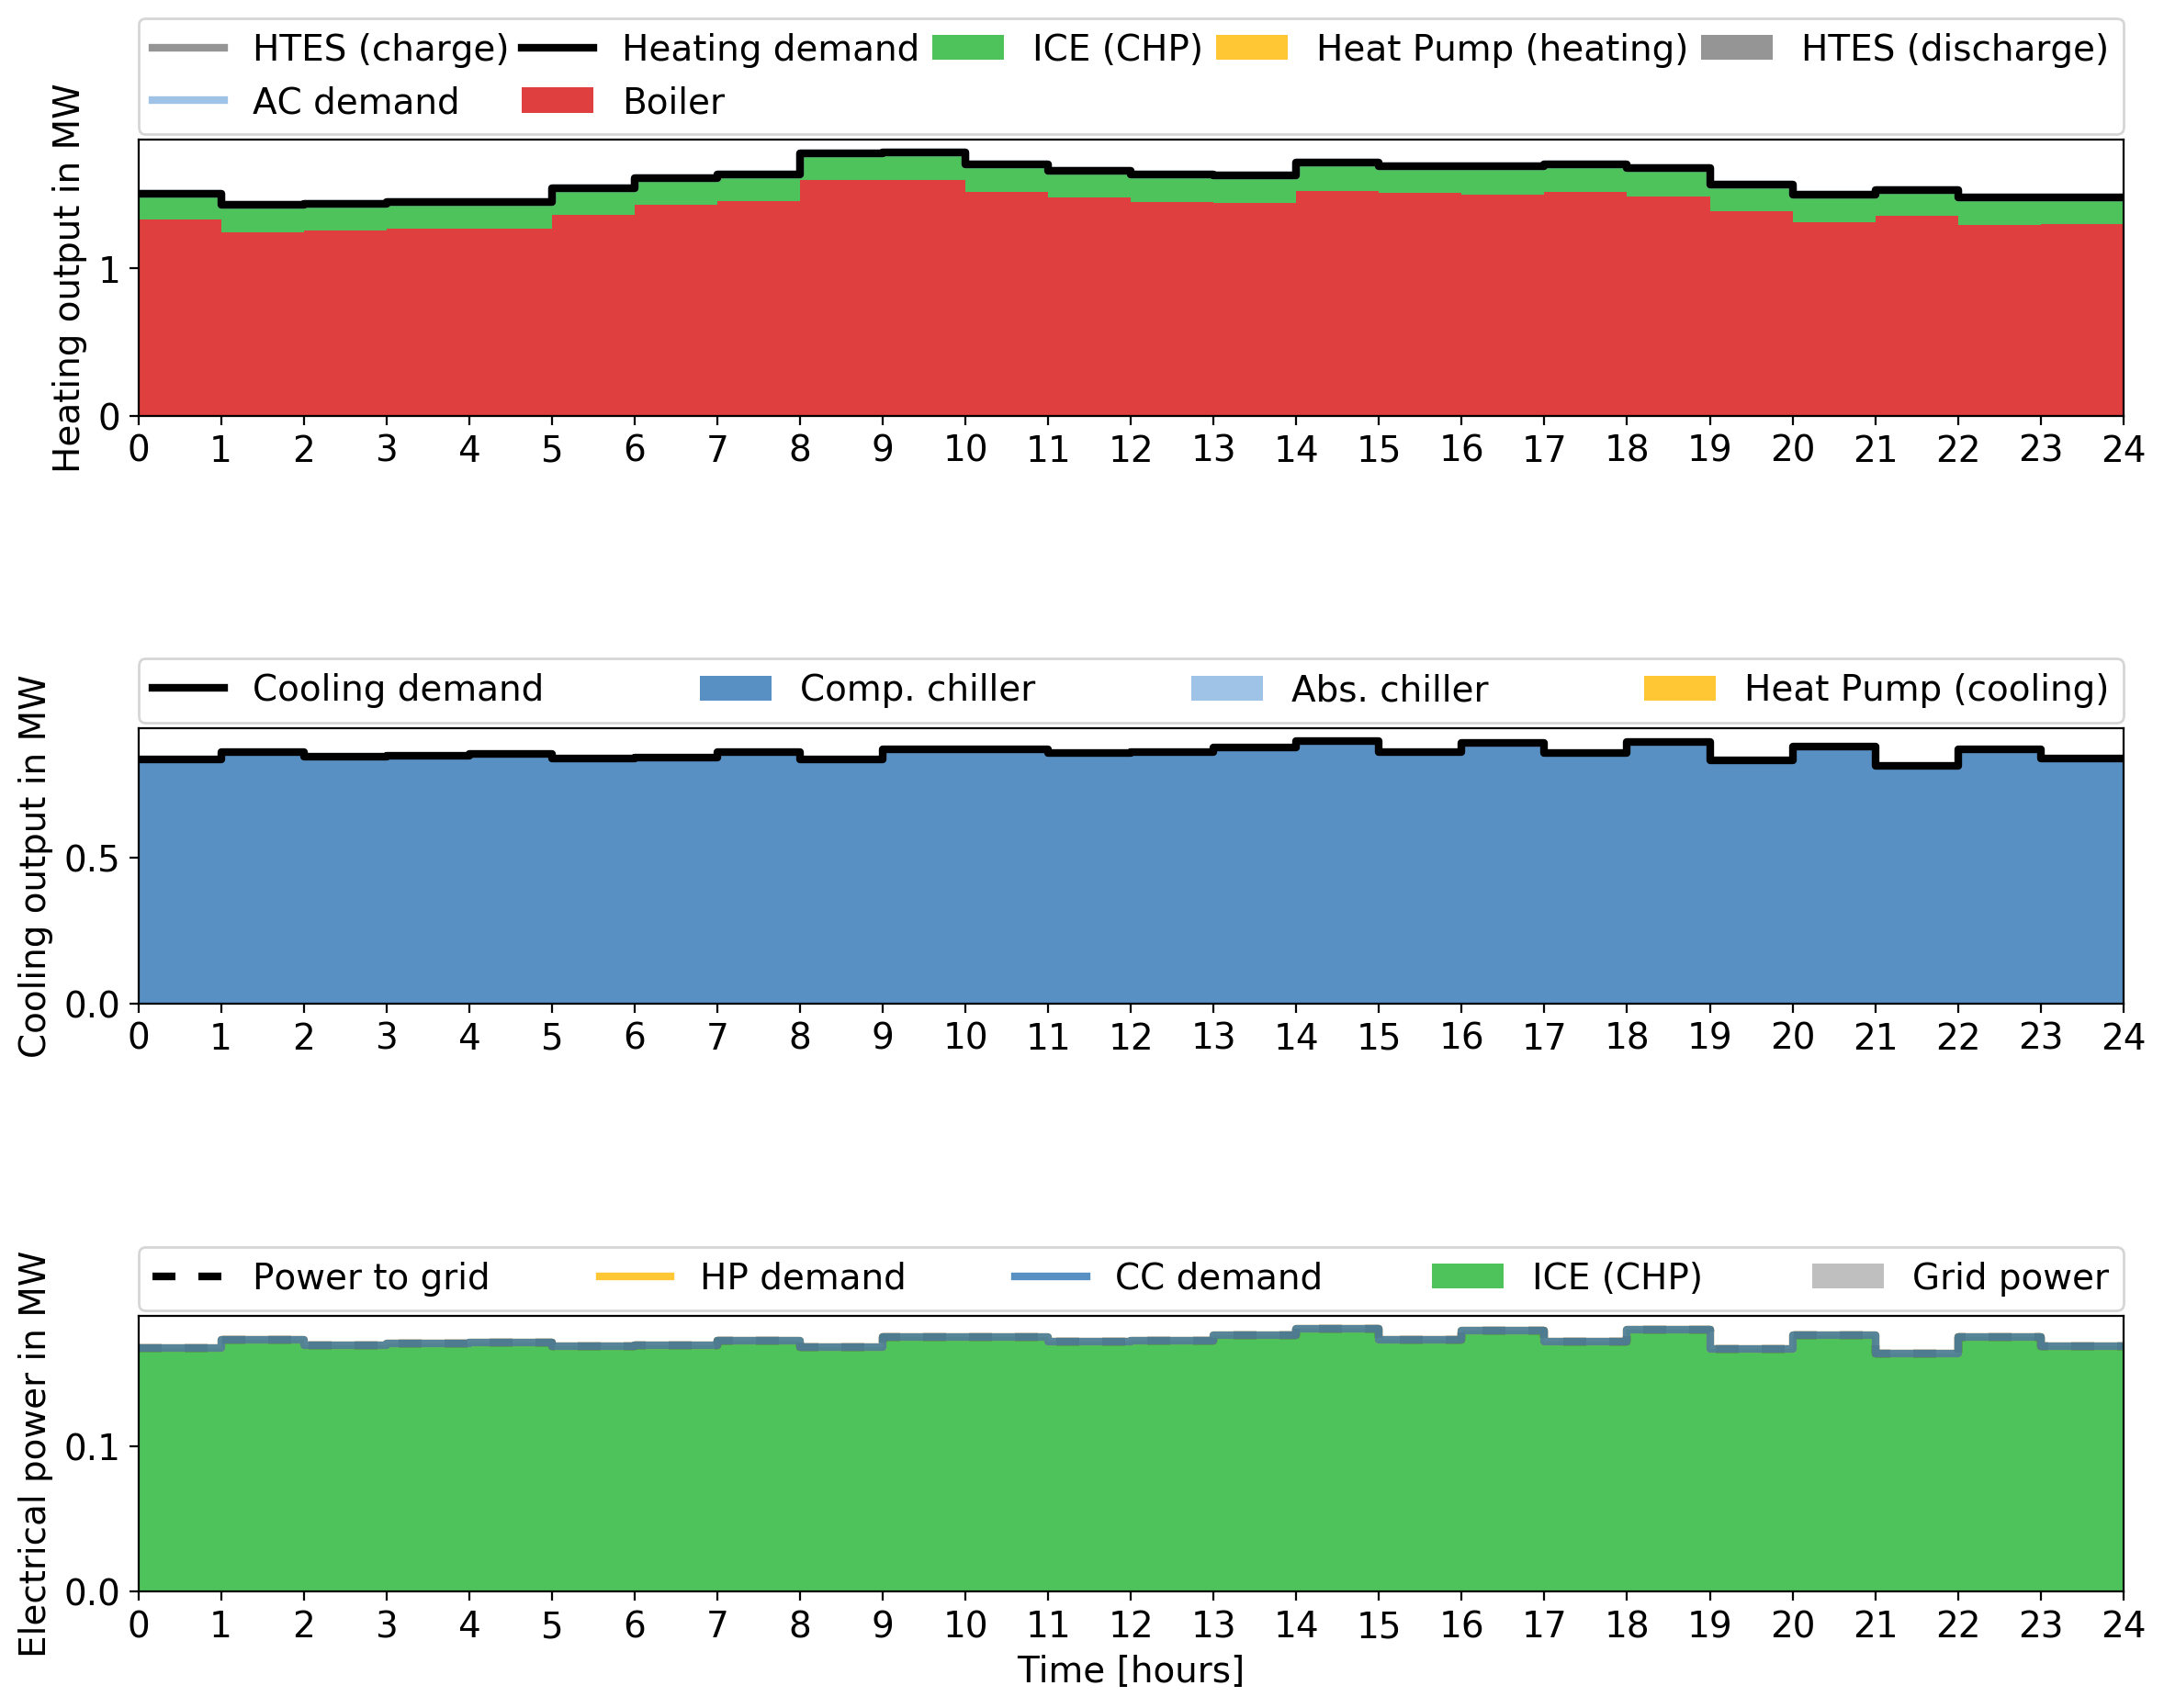 HTES (charge) Heating demand ICE (CHP) Heat Pump (heating) HTES (discharge)
AC demand Boiler
Heating output in MW
1
0
0 1 2 3 4 5 6 7 8 9 10 11 12 13 14 15 16 17 18 19 20 21 22 23 24
Cooling demand Comp. chiller Abs. chiller Heat Pump (cooling)
Cooling output in MW
0.5
0.0
0 1 2 3 4 5 6 7 8 9 10 11 12 13 14 15 16 17 18 19 20 21 22 23 24
Power to grid HP demand CC demand ICE (CHP) Grid power
Electrical power in MW
0.1
0.0
0 1 2 3 4 5 6 7 8 9 10 11 12 13 14 15 16 17 18 19 20 21 22 23 24
Time [hours]